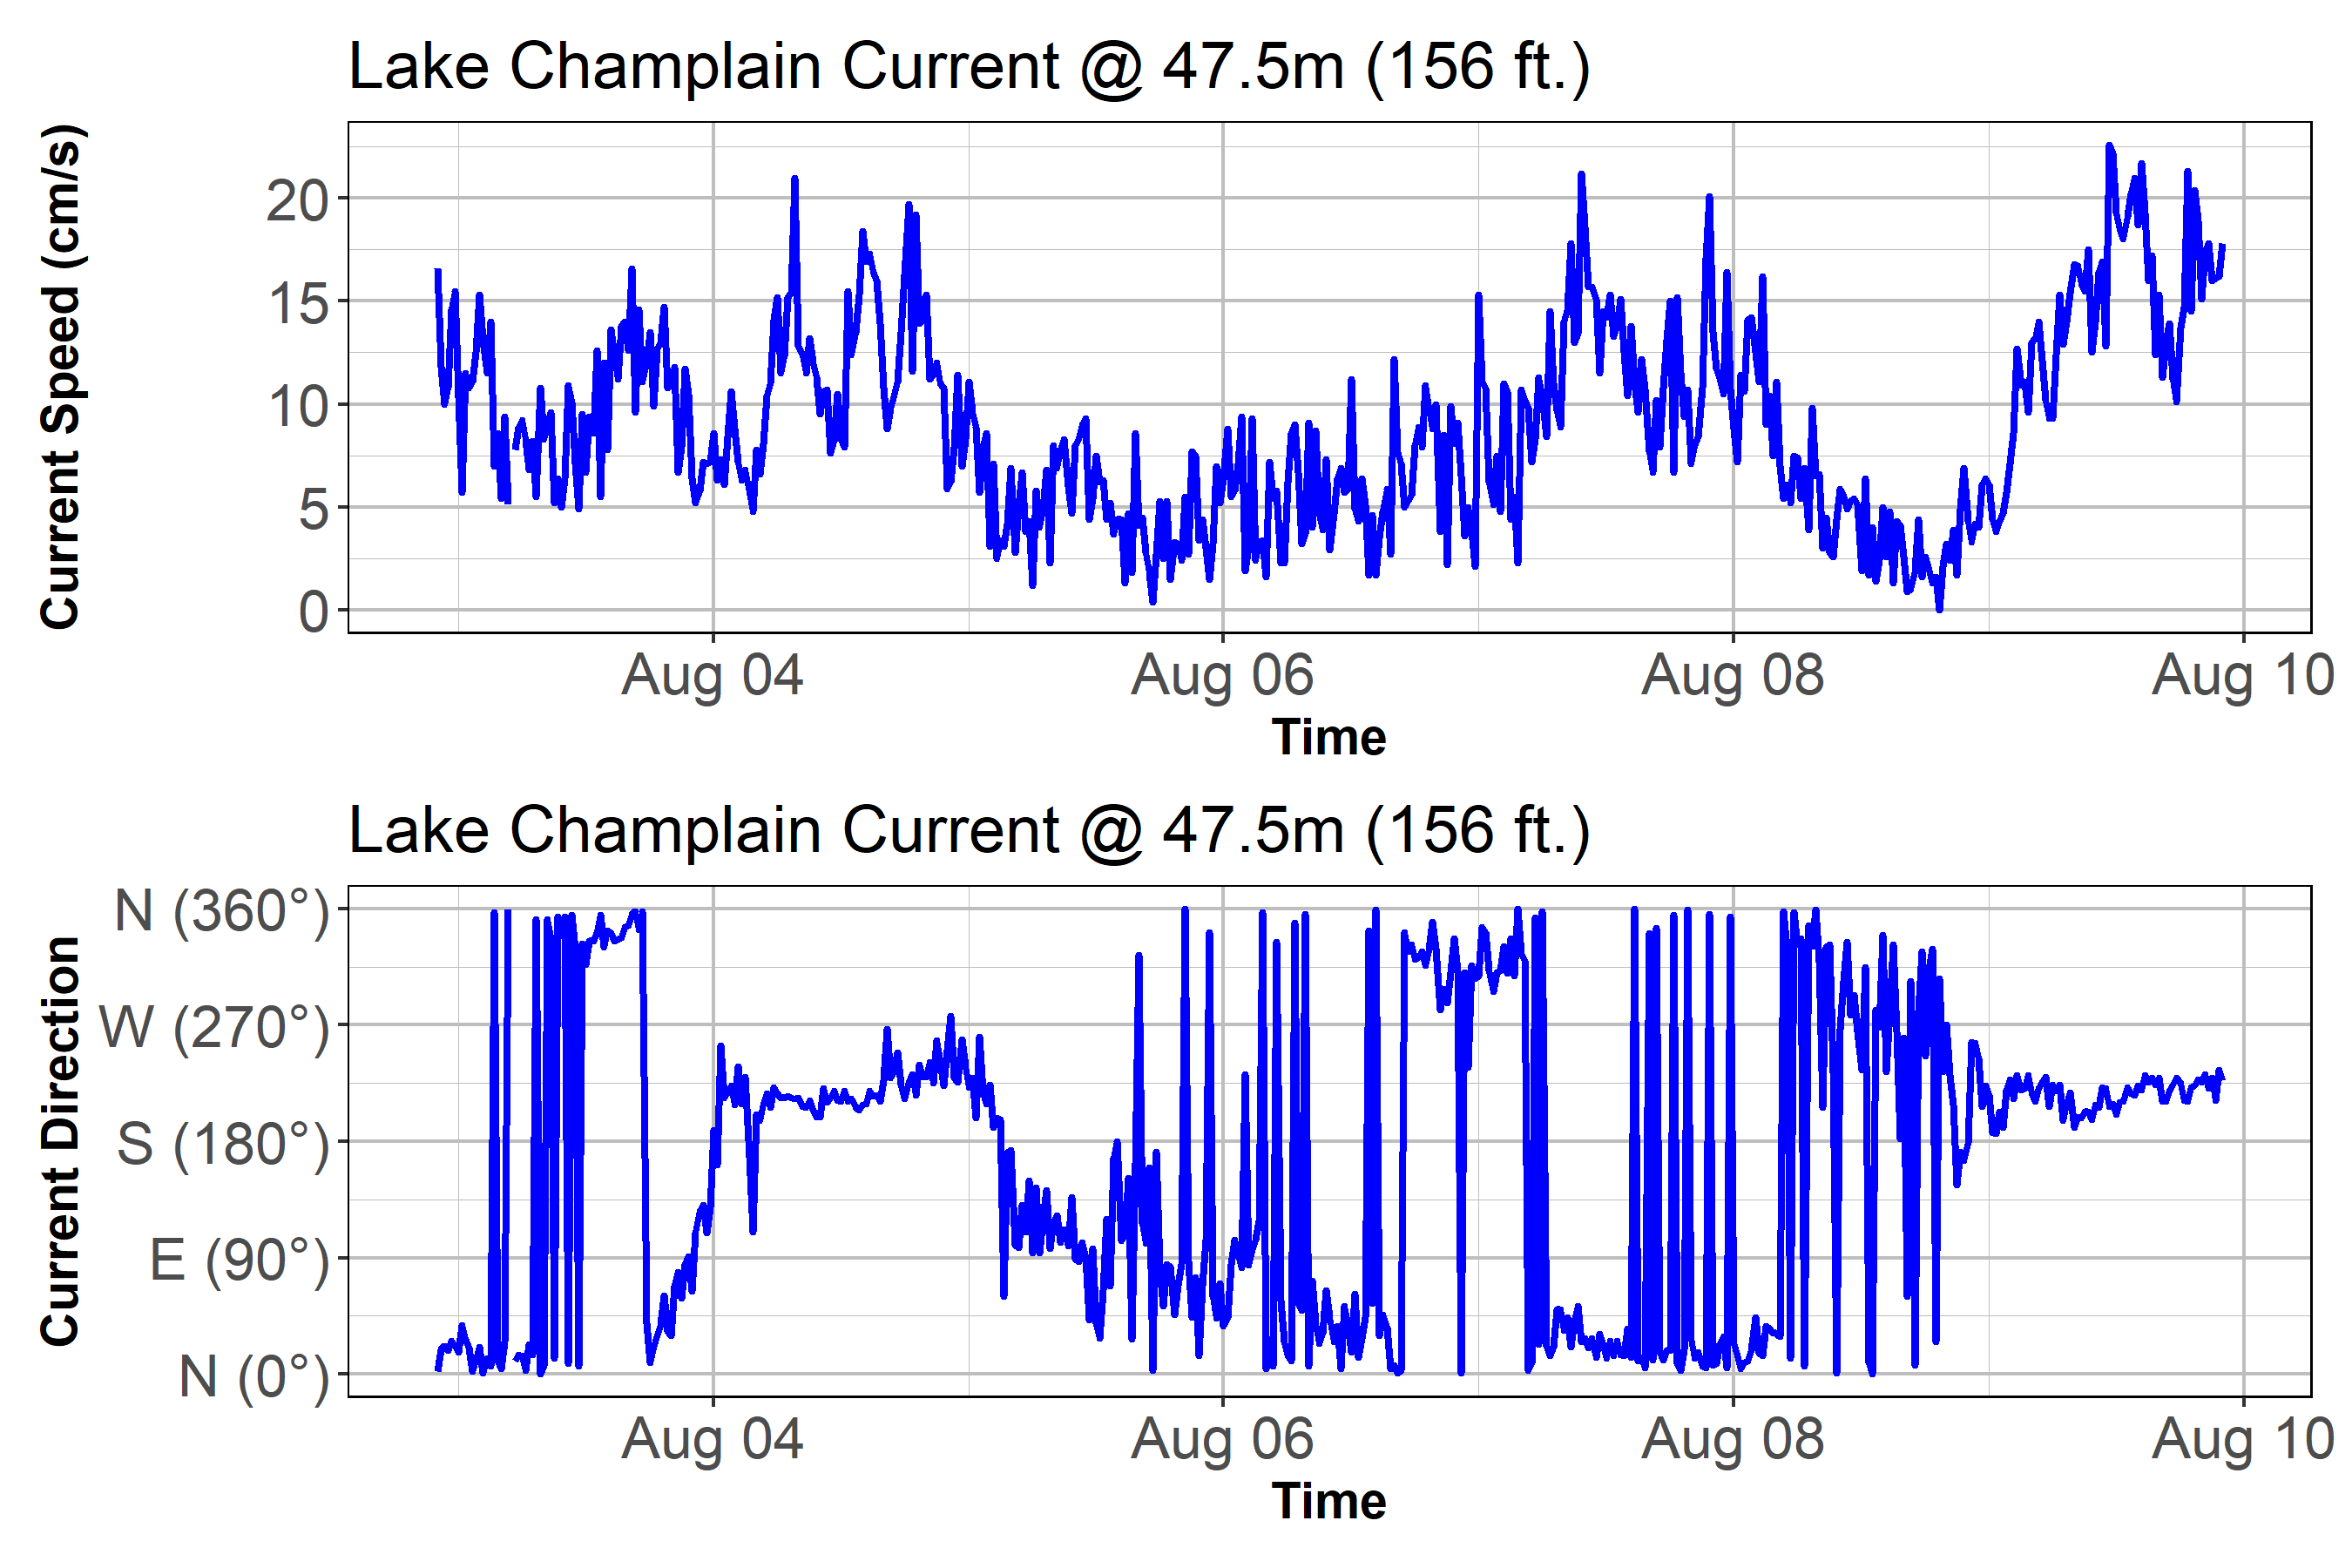 Lake Champlain Current @ 47.5m (156 ft.)
Current Speed (cm/s)
20
15
10
5
0
Aug 04 Aug 06 Aug 08 Aug 10
Time
Lake Champlain Current @ 47.5m (156 ft.)
Current Direction
N (360°)
W (270°)
S (180°)
E (90°)
N (0°)
Aug 04 Aug 06 Aug 08 Aug 10
Time